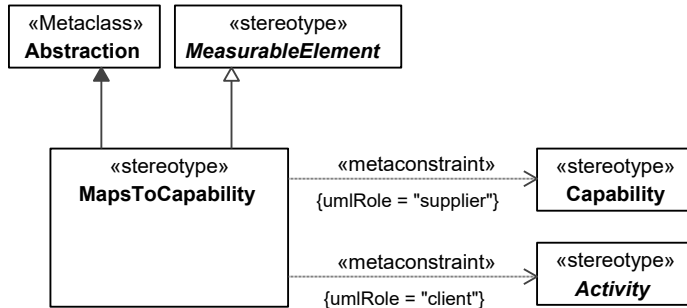 «Metaclass»
Abstraction
«stereotype»
MeasurableElement
«stereotype»
MapsToCapability
«metaconstraint»
{umlRole = "supplier"}
«stereotype»
Capability
«metaconstraint»
{umlRole = "client"}
«stereotype»
Activity